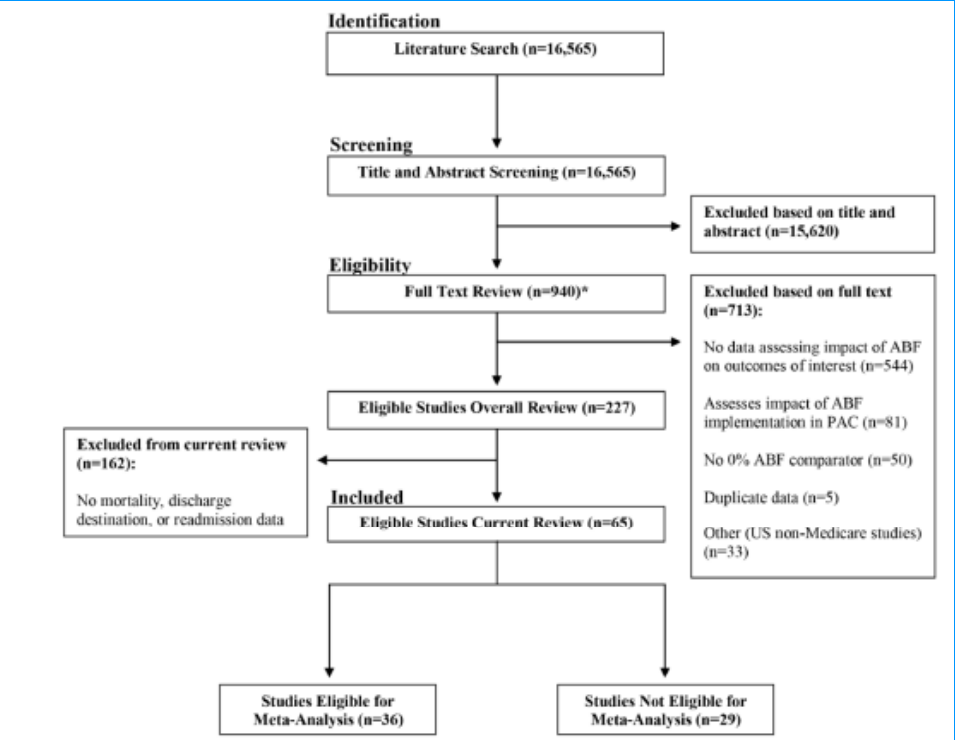 Identification
Literature Search (n=16,565)
Screening
Title and Abstract Screening (n=16,565)
Excluded based on title and
abstract (n=15,620)
Eligibility
Full Text Review (n=940)*
Excluded based on full text
(n=713):
No data assessing impact of ABF
on outcomes of interest (n=544)
Assesses impact of ABF
implementation in PAC (n=81)
No 0% ABF comparator (n=50)
Duplicate data (n=5)
Other (US non-Medicare studies)
(n=33)
Eligible Studies Overall Review (n=227)
Excluded from current review
(n=162):
No mortality, discharge
destination, or readmission data
Included
Eligible Studies Current Review (n=65)
Studies Eligible for
Meta-Analysis (n=36)
Studies Not Eligible for
Meta-Analysis (n=29)